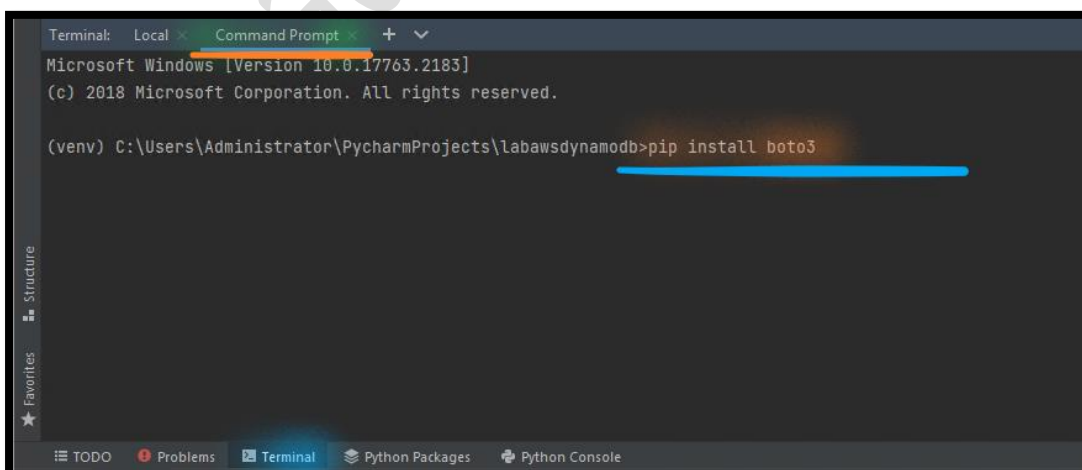 Terminal: Local × Command Prompt × +
Microsoft Windows [Version 10.0.17763.2183]
(c) 2018 Microsoft Corporation. All rights reserved.
(venv) C:\Users\Administrator\PycharmProjects\labawsdynamodb>pip install boto3
Structure
Favorites
TODO Problems Terminal Python Packages Python Console